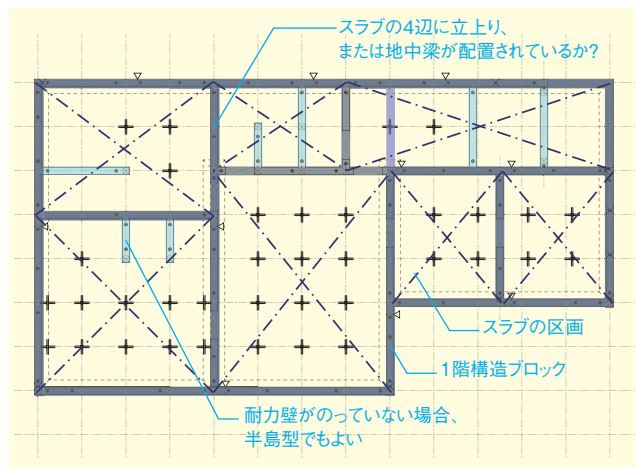 スラブの4辺に立上り、
または地中梁が配置されているか?
スラブの区画
1階構造ブロック
耐力壁がのっていない場合、
半島型でもよい